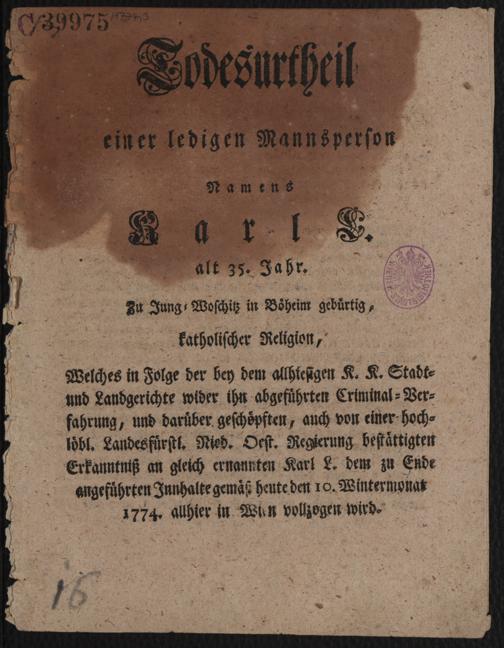 C/39975
Todesurtheil
einer ledigen Mannsperson
Namens
Karl L.
alt 35. Jahr.
Zu Jung-Woschitz in Böheim gebürtig,
katholischer Religion,
Welches in Folge der bey dem allhiesigen K. K. Stadt-
und Landgerichte wider ihn abgeführten Criminal-Ver-
fahrung, und darüber geschöpften, auch von einer hoch-
löbl. Landesfürstl. Nied. Oest. Regierung bestättigten
Erkanntniß an gleich ernannten Karl L. dem zu Ende
angeführten Innhalte gemäß heute den 10. Wintermonat
1774. allhier in Wien vollzogen wird.
16